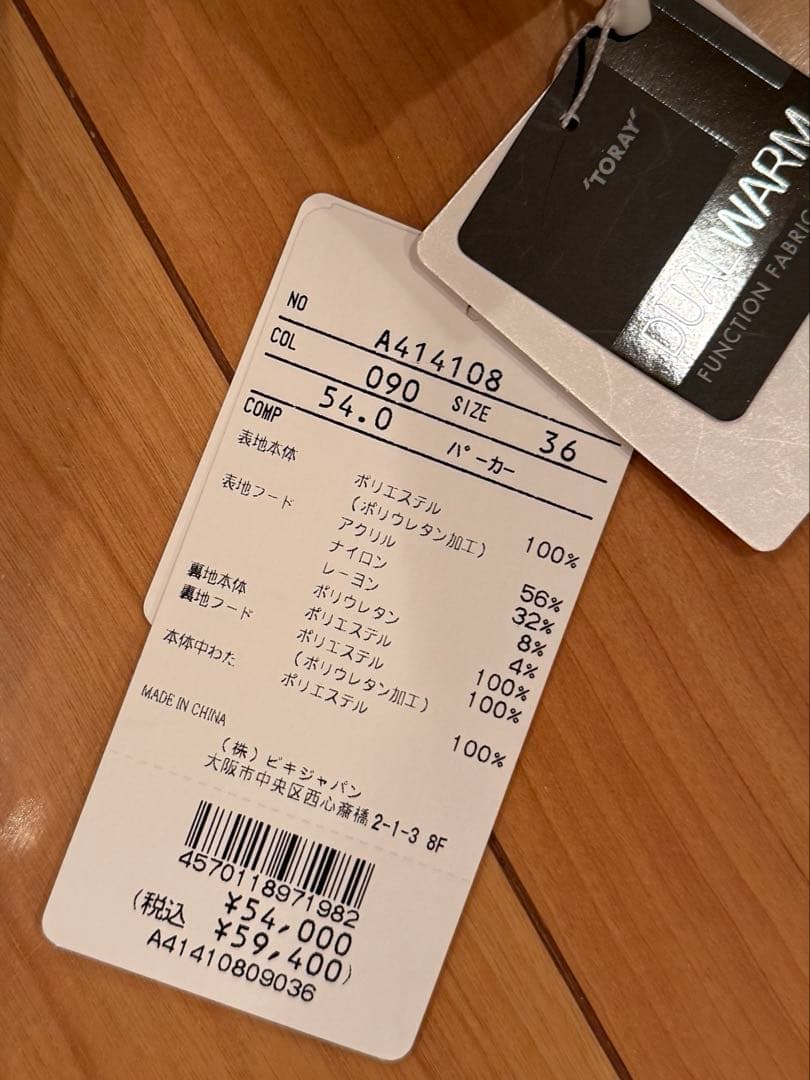 'TORAY'
DUALWARM
FUNCTION FABRIC
NO A414108
COL 090 SIZE 36
54.0 パーカー
COMP
表地本体 ポリエステル 100%
(ポリウレタン加工)
表地フード アクリル 56%
ナイロン 32%
レーヨン 8%
ポリウレタン 4%
裏地本体 ポリエステル 100%
裏地フード ポリエステル 100%
(ポリウレタン加工)
本体中わた ポリエステル 100%
MADE IN CHINA
(株)ビキジャパン
大阪市中央区西心斎橋2-1-3 8F
4570118971982
¥54,000
(税込 ¥59,400)
A41410809036